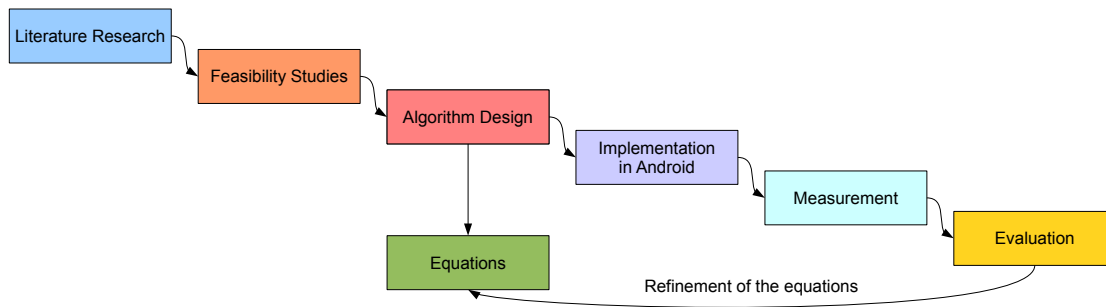 Literature Research
Feasibility Studies
Algorithm Design
Implementation
in Android
Measurement
Evaluation
Equations
Refinement of the equations